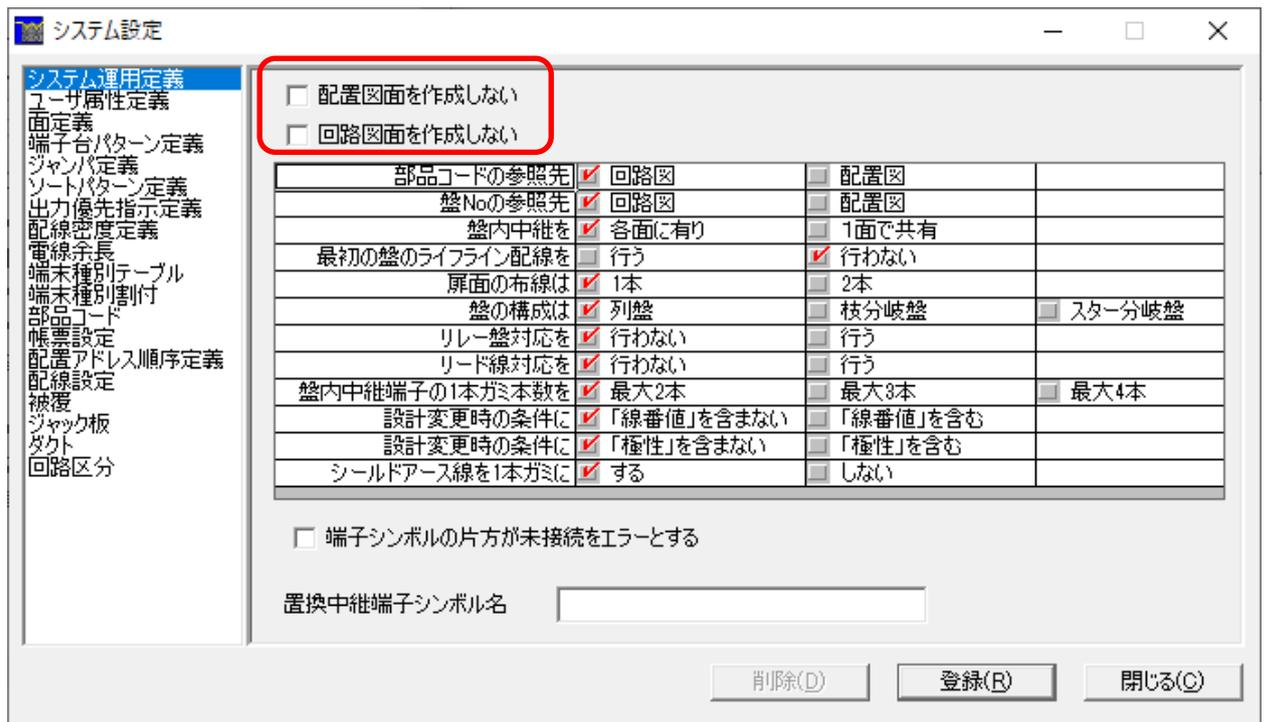 システム設定
システム運用定義
ユーザ属性定義
面定義
端子台パターン定義
ジャンパ定義
ソートパターン定義
出力優先指示定義
配線密度定義
電線余長
端末種別テーブル
端末種別割付
部品コード
帳票設定
配置アドレス順序定義
配線設定
被覆
ジャック板
ダクト
回路区分
配置図面を作成しない
回路図面を作成しない
部品コードの参照先 回路図 配置図
盤Noの参照先 回路図 配置図
盤内中継を 各面に有り 1面で共有
最初の盤のライフライン配線を 行う 行わない
扉面の布線は 1本 2本
盤の構成は 列盤 枝分岐盤 スター分岐盤
リレー盤対応を 行わない 行う
リード線対応を 行わない 行う
盤内中継端子の1本ガミ本数を 最大2本 最大3本 最大4本
設計変更時の条件に 「線番値」を含まない 「線番値」を含む
設計変更時の条件に 「極性」を含まない 「極性」を含む
シールドアース線を1本ガミに する しない
端子シンボルの片方が未接続をエラーとする
置換中継端子シンボル名
削除(D) 登録(R) 閉じる(C)